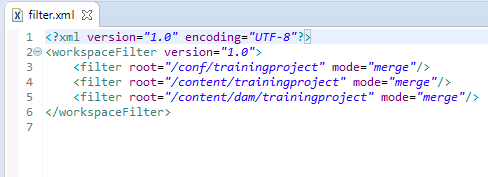 filter.xml
1 <?xml version="1.0" encoding="UTF-8"?>
2 <workspaceFilter version="1.0">
3 <filter root="/conf/trainingproject" mode="merge"/>
4 <filter root="/content/trainingproject" mode="merge"/>
5 <filter root="/content/dam/trainingproject" mode="merge"/>
6 </workspaceFilter>
7